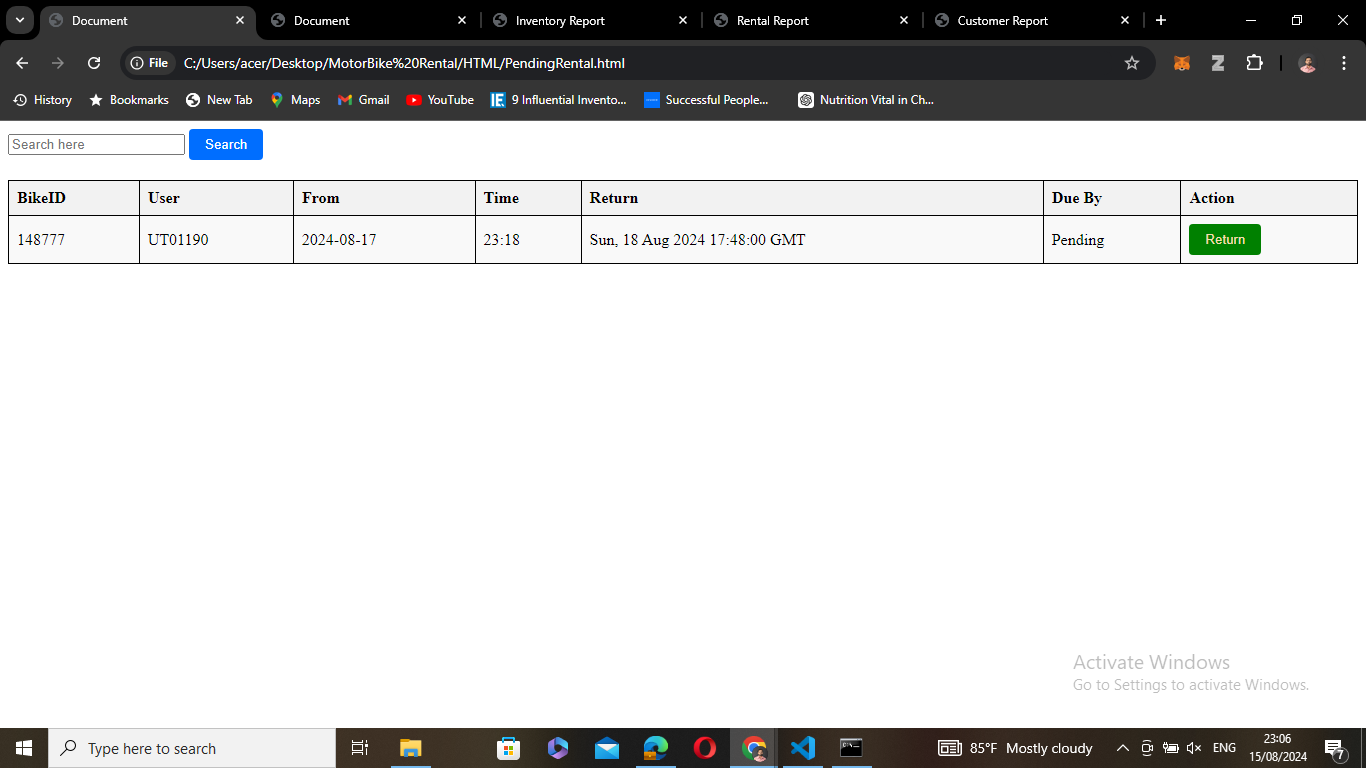 Document
Document
Inventory Report
Rental Report
Customer Report
File
C:/Users/acer/Desktop/MotorBike%20Rental/HTML/PendingRental.html
History
Bookmarks
New Tab
Maps
Gmail
YouTube
IE 9 Influential Invento...
Successful People...
Nutrition Vital in Ch...
Search here
Search
BikeID User From Time Return Due By Action
148777 UT01190 2024-08-17 23:18 Sun, 18 Aug 2024 17:48:00 GMT Pending Return
Activate Windows
Go to Settings to activate Windows.
Type here to search
85°F Mostly cloudy
ENG
23:06
15/08/2024
7